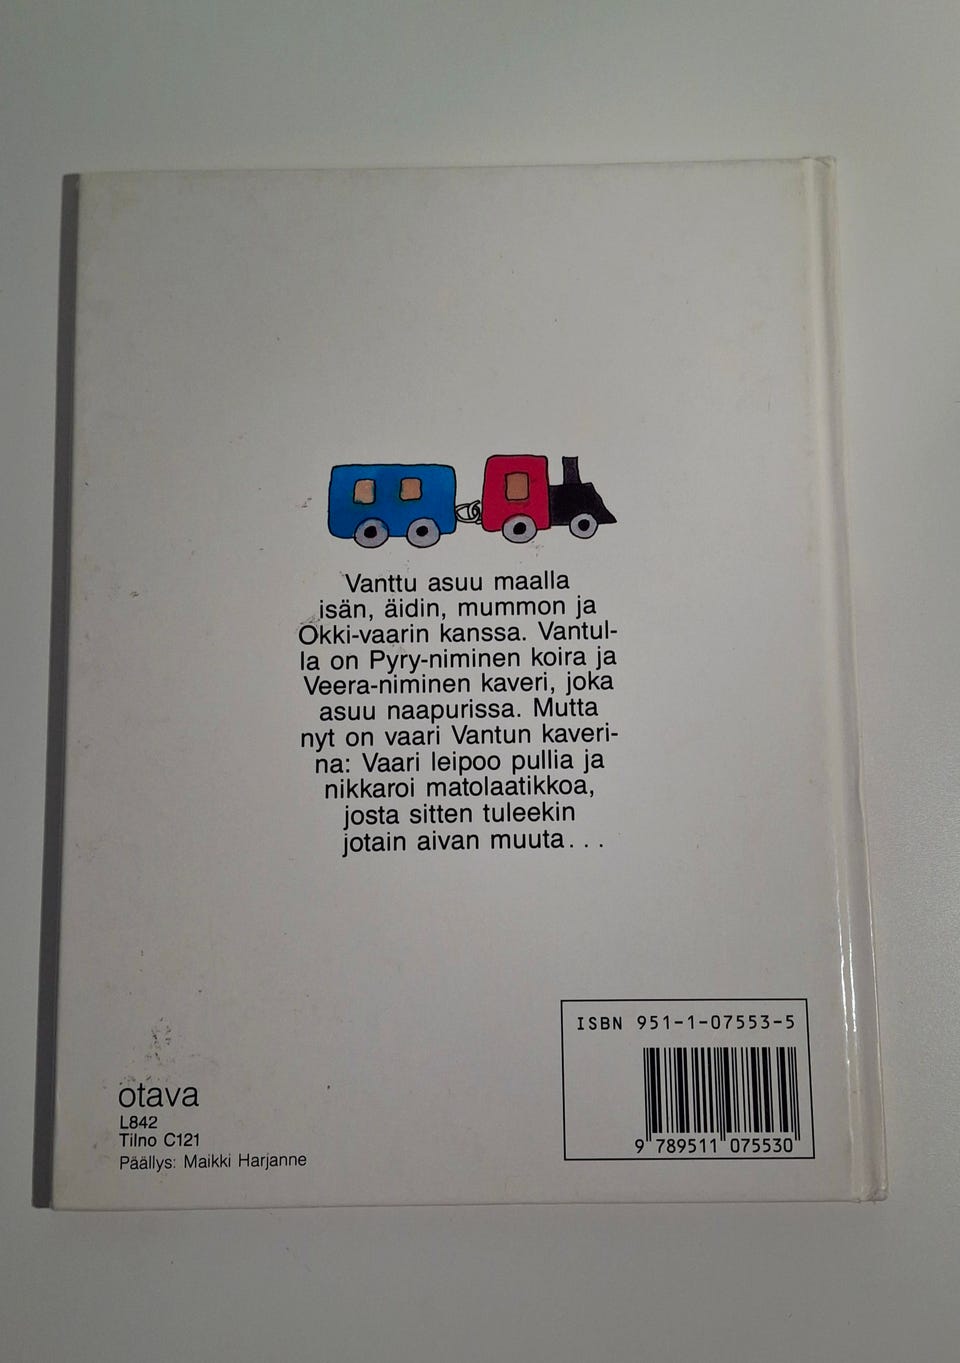 Vanttu asuu maalla
isän, äidin, mummon ja
Okki-vaarin kanssa. Vantul-
la on Pyry-niminen koira ja
Veera-niminen kaveri, joka
asuu naapurissa. Mutta
nyt on vaari Vantun kaveri-
na: Vaari leipoo pullia ja
nikkaroi matolaatikkoa,
josta sitten tuleekin
jotain aivan muuta...
ISBN 951-1-07553-5
9 789511 075530
otava
L842
Tilno C121
Päällys: Maikki Harjanne